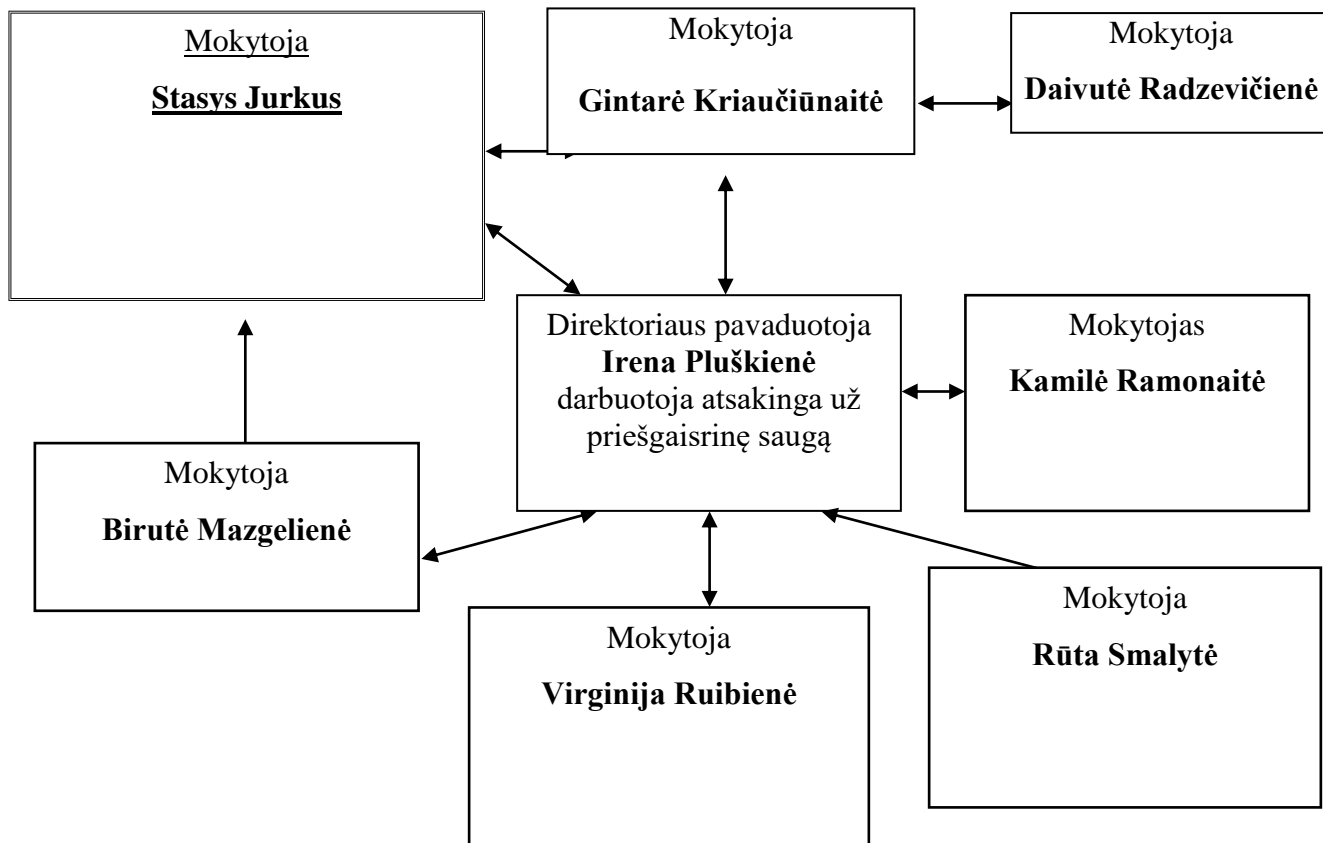 Mokytoja
Stasys Jurkus
Mokytoja
Gintarė Kriaučiūnaitė
Mokytoja
Daivutė Radzevičienė
Direktoriaus pavaduotoja
Irena Pluškienė
darbuotoja atsakinga už
priešgaisrinę saugą
Mokytojas
Kamilė Ramonaitė
Mokytoja
Birutė Mazgelienė
Mokytoja
Virginija Ruibienė
Mokytoja
Rūta Smalytė